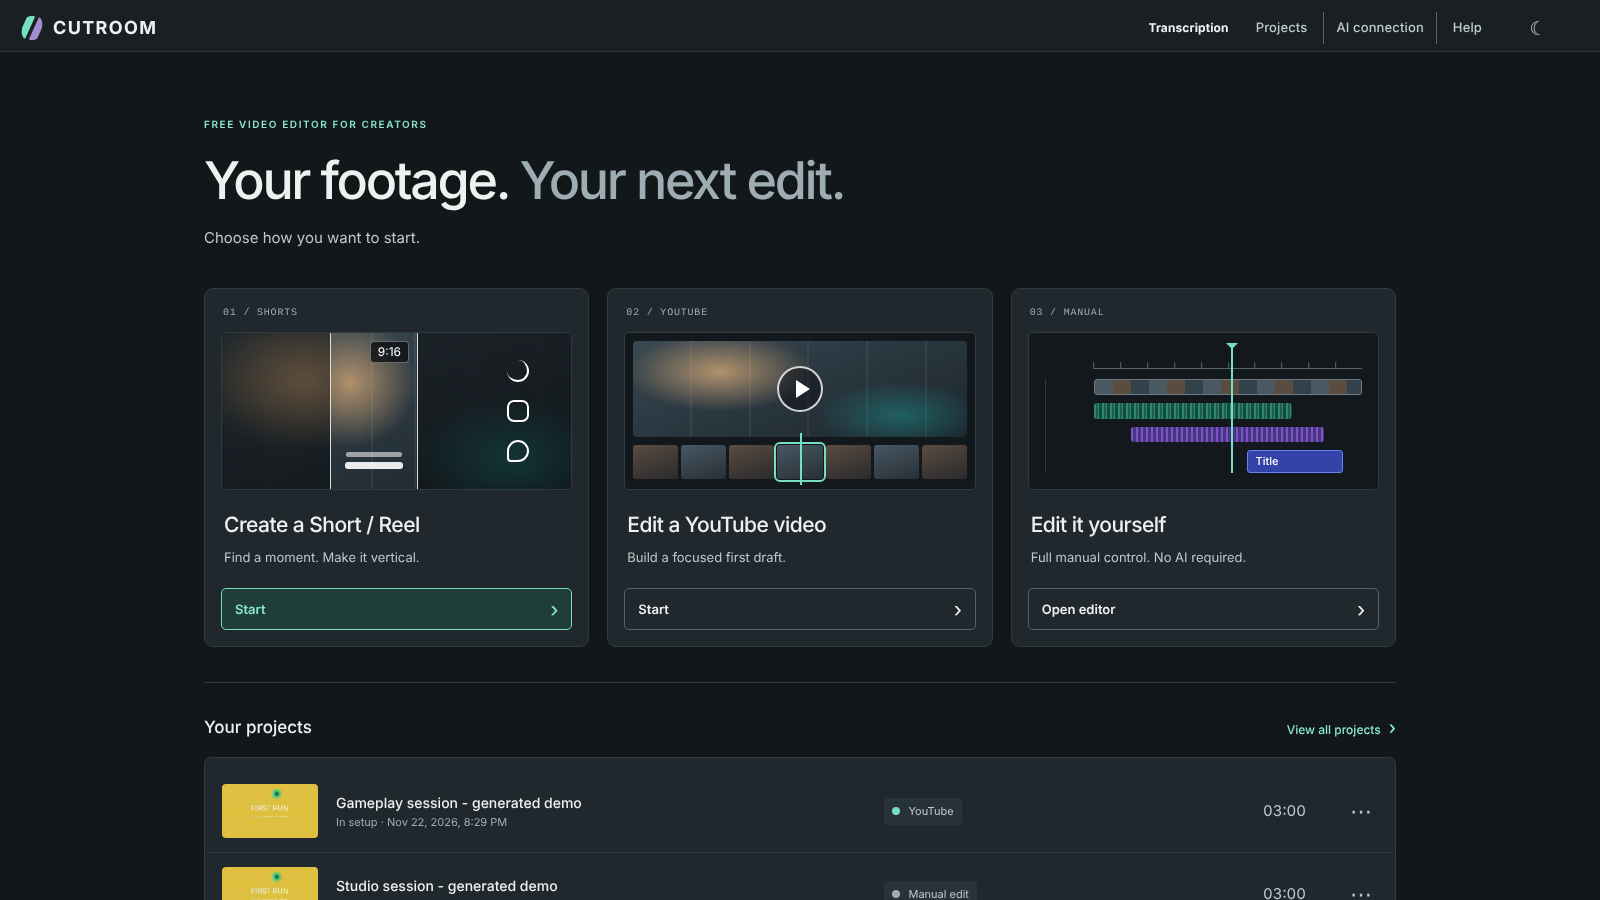 CUTROOM
Transcription
Projects
AI connection
Help
FREE VIDEO EDITOR FOR CREATORS
Your footage. Your next edit.
Choose how you want to start.
01 / SHORTS
9:16
Create a Short / Reel
Find a moment. Make it vertical.
Start
02 / YOUTUBE
Edit a YouTube video
Build a focused first draft.
Start
03 / MANUAL
Title
Edit it yourself
Full manual control. No AI required.
Open editor
Your projects
View all projects
FIRST RUN
Gameplay session - generated demo
In setup · Nov 22, 2026, 8:29 PM
YouTube
03:00
FIRST RUN
Studio session - generated demo
Manual edit
03:00